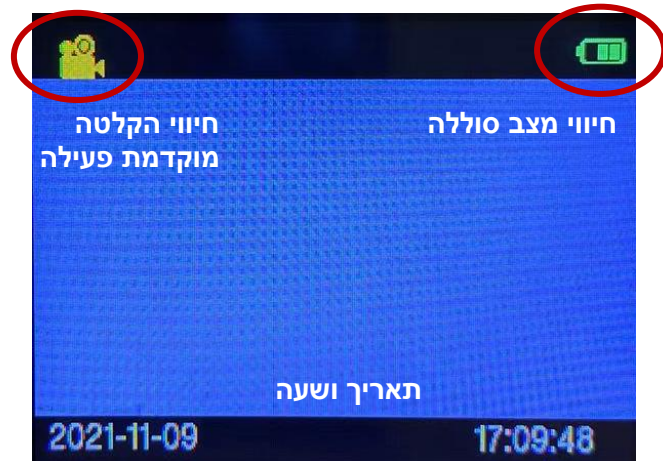 חיווי מצב סוללה
חיווי הקלטה
מוקדמת פעילה
תאריך ושעה
2021-11-09
17:09:48